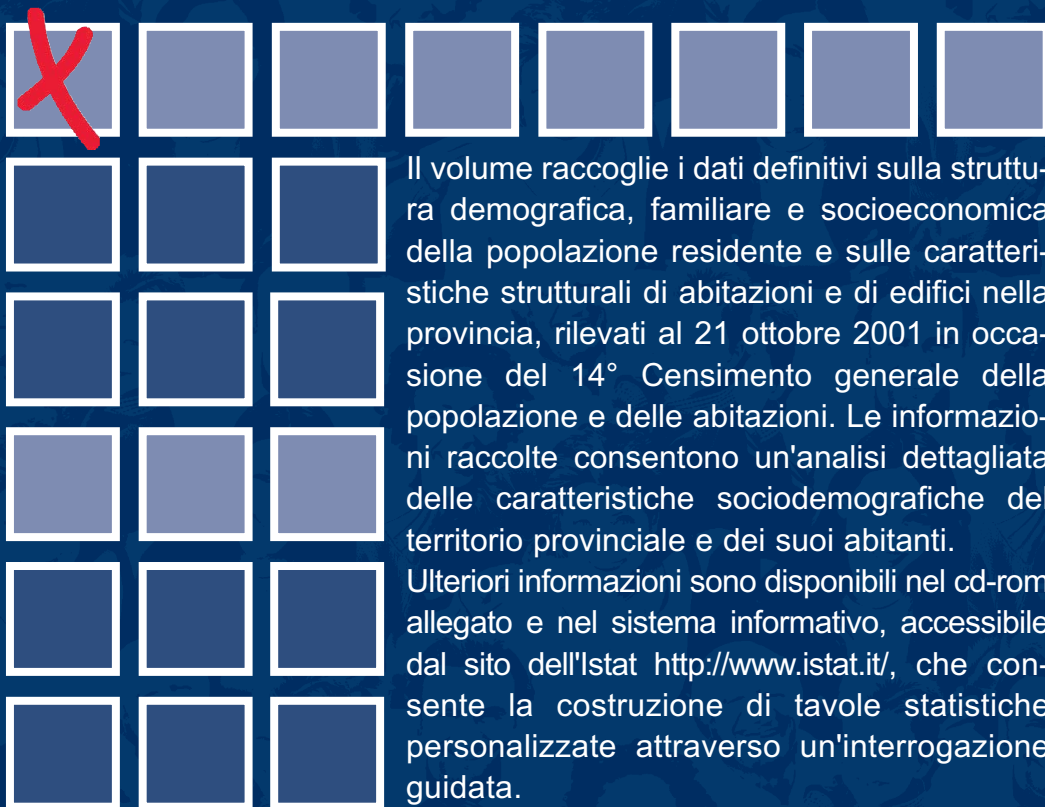 Il volume raccoglie i dati definitivi sulla struttu-
ra demografica, familiare e socioeconomica
della popolazione residente e sulle caratteri-
stiche strutturali di abitazioni e di edifici nella
provincia, rilevati al 21 ottobre 2001 in occa-
sione del 14° Censimento generale della
popolazione e delle abitazioni. Le informazio-
ni raccolte consentono un'analisi dettagliata
delle caratteristiche sociodemografiche del
territorio provinciale e dei suoi abitanti.
Ulteriori informazioni sono disponibili nel cd-rom
allegato e nel sistema informativo, accessibile
dal sito dell'Istat http://www.istat.it/, che con-
sente la costruzione di tavole statistiche
personalizzate attraverso un'interrogazione
guidata.